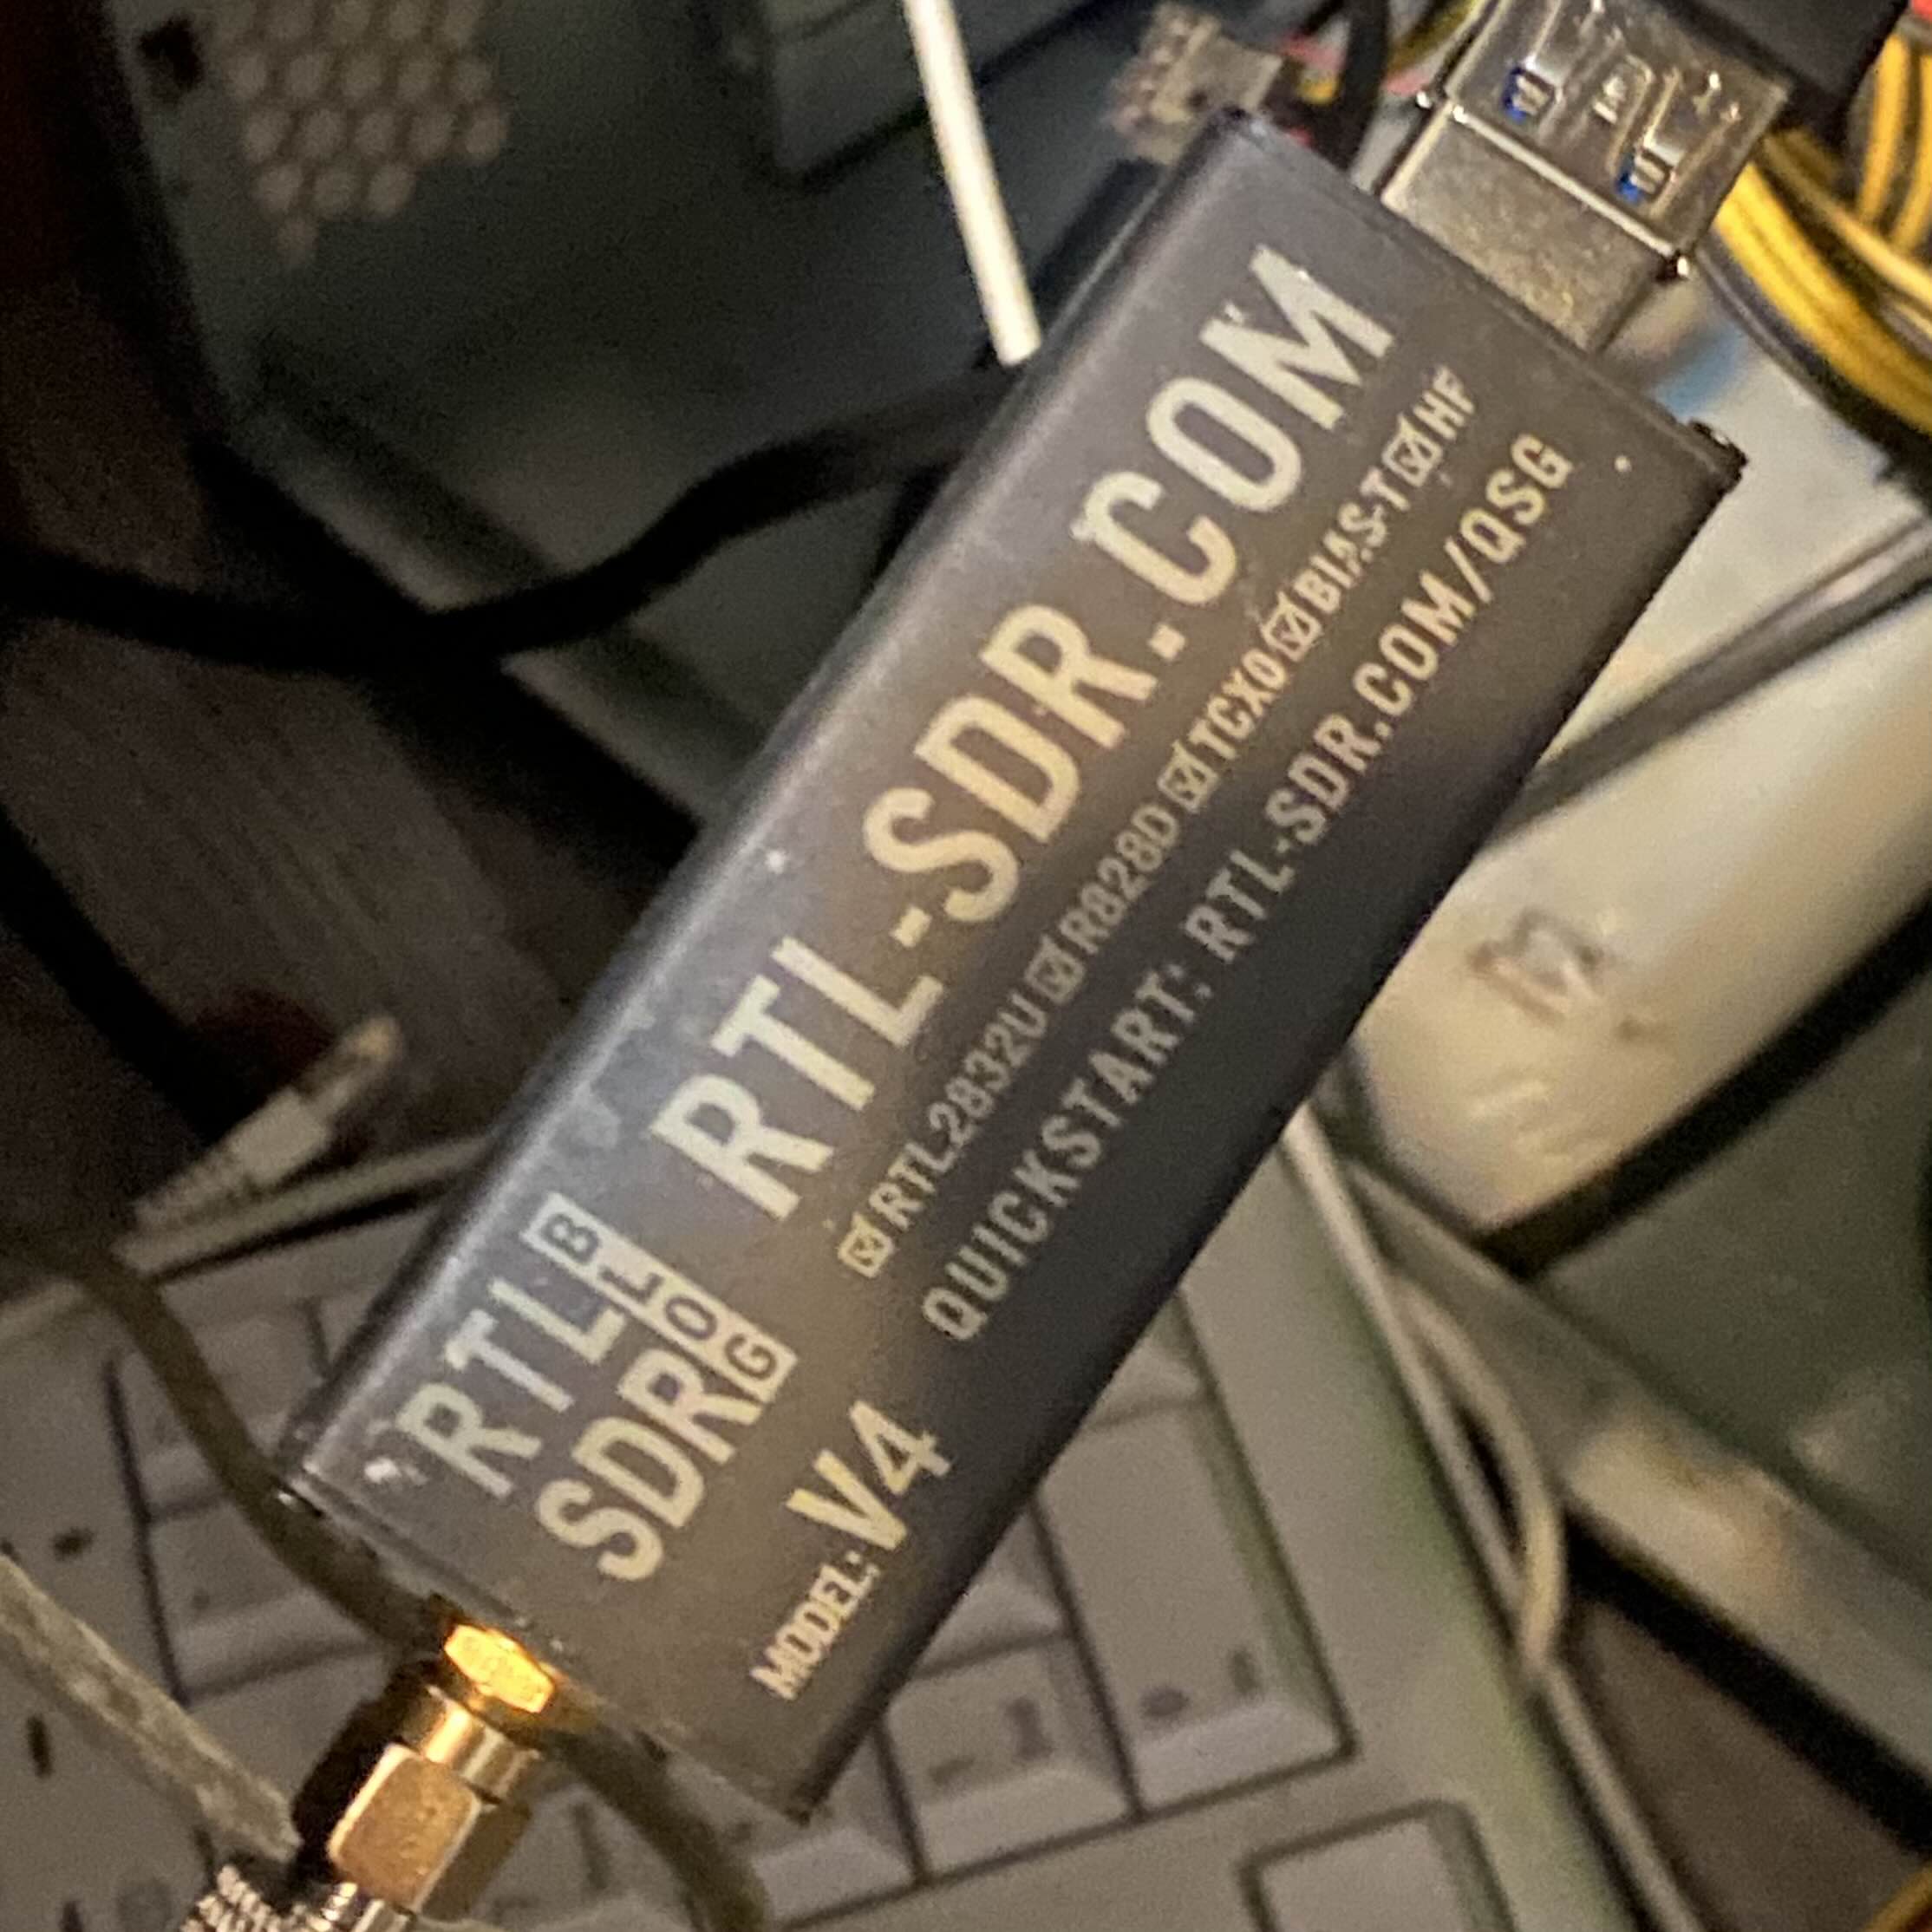 RTL-SDR.COM
☑RTL2832U ☑R828D ☑TCXO ☑BIAS-T ☑HF
QUICKSTART: RTL-SDR.COM/QSG
RTL
SDR
BLOG
MODEL: V4